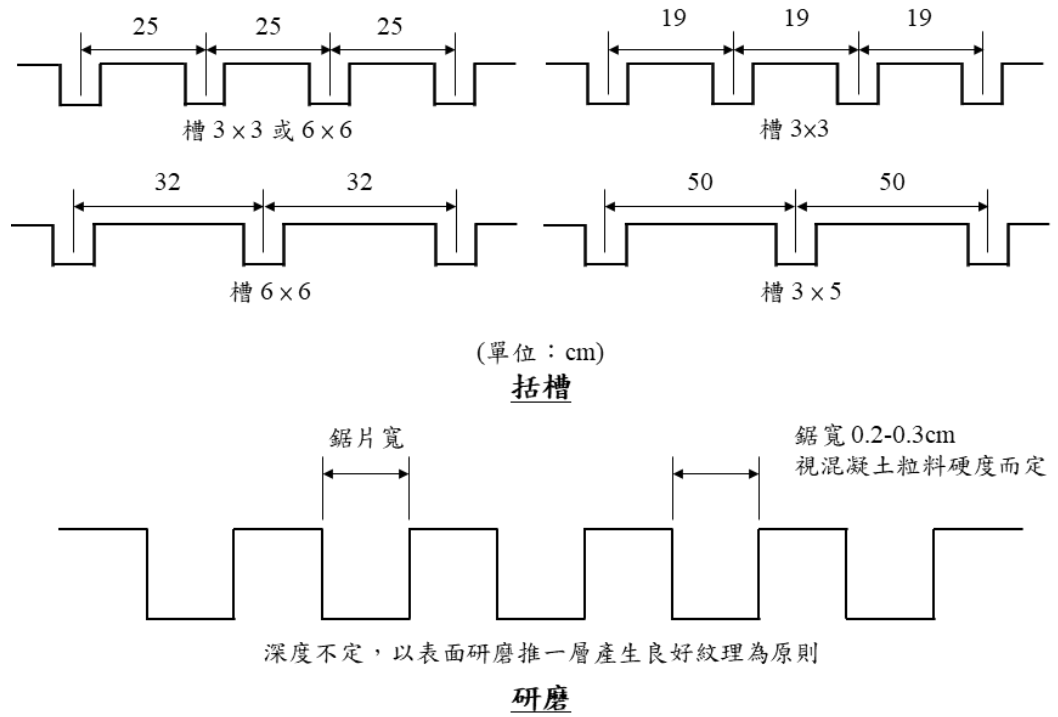 25 25 25
19 19 19
槽 3 × 3 或 6 × 6
槽 3×3
32 32
50 50
槽 6 × 6
槽 3 × 5
(單位：cm)
括槽
鋸片寬
鋸寬 0.2-0.3cm
視混凝土粒料硬度而定
深度不定，以表面研磨推一層產生良好紋理為原則
研磨